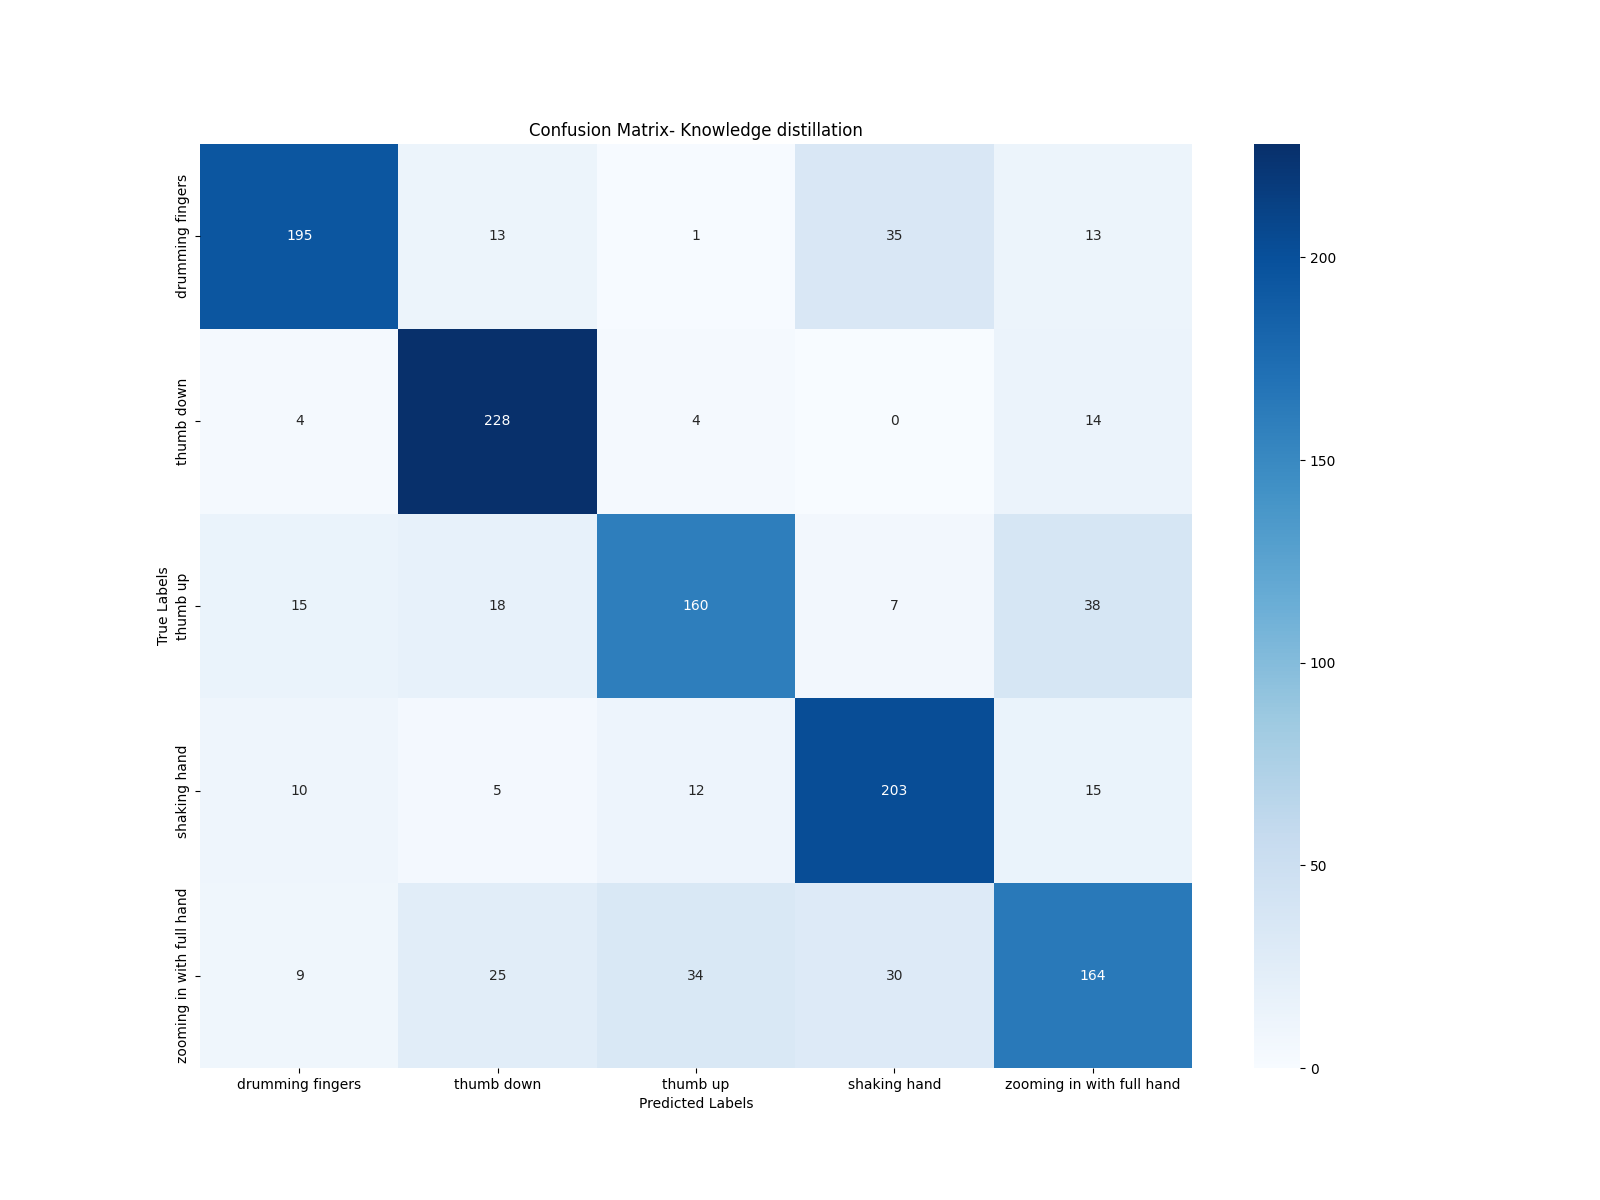 Confusion Matrix- Knowledge distillation
True Labels
drumming fingers
195 13 1 35 13
thumb down
4 228 4 0 14
thumb up
15 18 160 7 38
shaking hand
10 5 12 203 15
zooming in with full hand
9 25 34 30 164
drumming fingers thumb down thumb up shaking hand zooming in with full hand
Predicted Labels
200
150
100
50
0